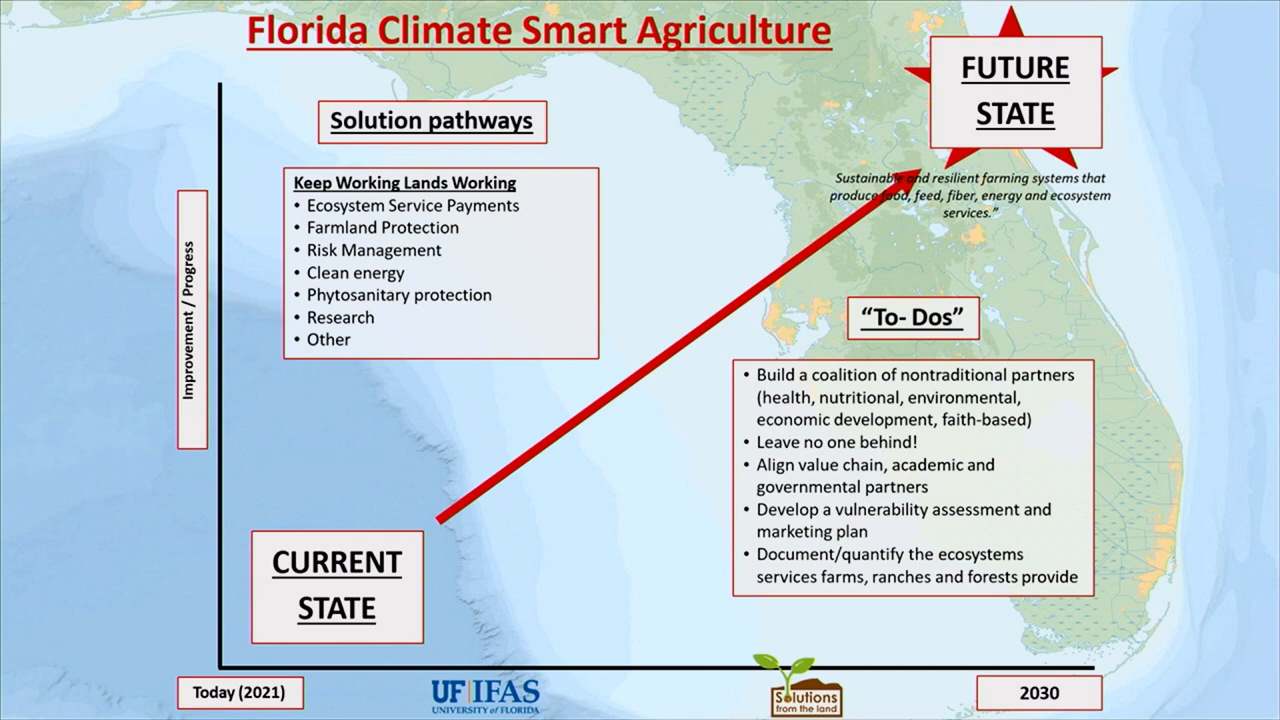 Florida Climate Smart Agriculture
FUTURE
STATE
Solution pathways
Keep Working Lands Working
• Ecosystem Service Payments
• Farmland Protection
• Risk Management
• Clean energy
• Phytosanitary protection
• Research
• Other
Sustainable and resilient farming systems that
produce food, feed, fiber, energy and ecosystem
services.”
Improvement / Progress
“To- Dos”
• Build a coalition of nontraditional partners
(health, nutritional, environmental,
economic development, faith-based)
• Leave no one behind!
• Align value chain, academic and
governmental partners
• Develop a vulnerability assessment and
marketing plan
• Document/quantify the ecosystems
services farms, ranches and forests provide
CURRENT
STATE
Today (2021)
UF|IFAS
UNIVERSITY of FLORIDA
Solutions
from the land
2030